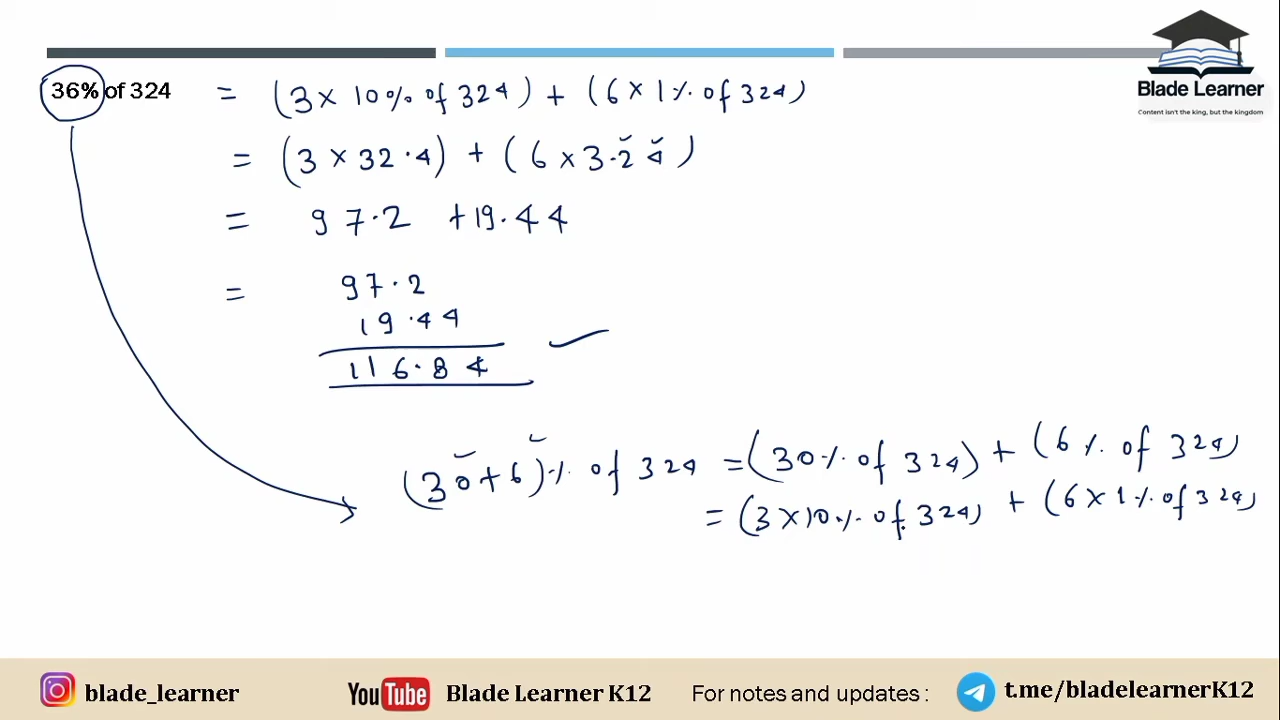 Blade Learner
Content isn't the king, but the kingdom
36% of 324 = (3 × 10% of 324) + (6 × 1% of 324)
= (3 × 32.4) + (6 × 3.24)
= 97.2 + 19.44
= 97.2
19.44
116.84
(30+6)% of 324 = (30% of 324) + (6% of 324)
= (3 × 10% of 324) + (6 × 1% of 324)
blade_learner YouTube Blade Learner K12 For notes and updates : t.me/bladelearnerK12